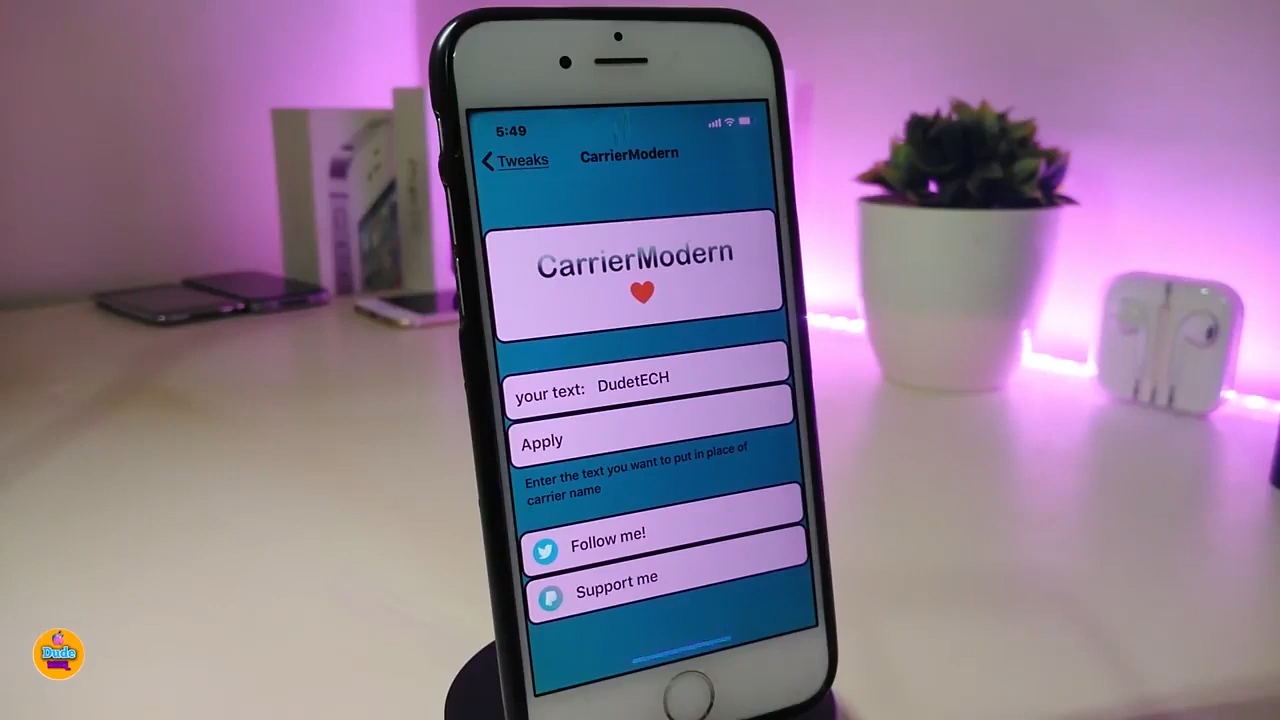 5:49
Tweaks
CarrierModern
CarrierModern
your text: DudetECH
Apply
Enter the text you want to put in place of
carrier name
Follow me!
Support me
Dude